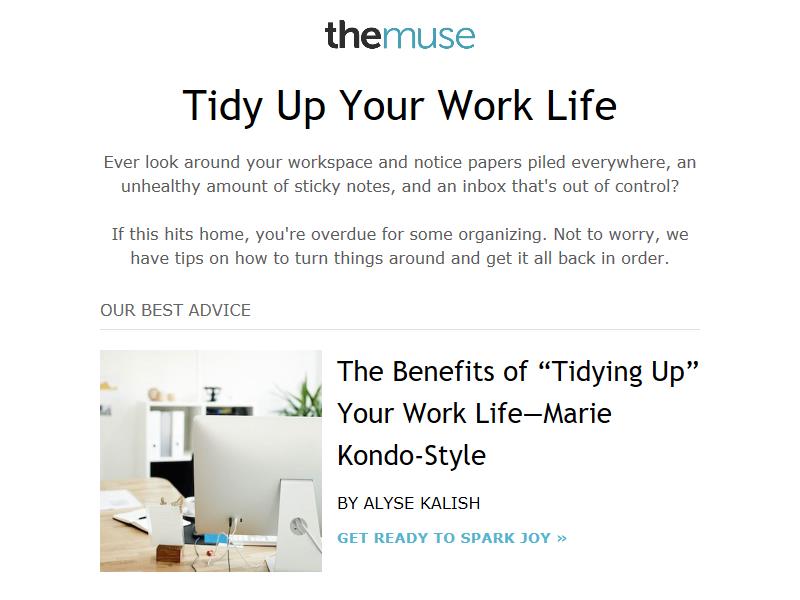 themuse
Tidy Up Your Work Life
Ever look around your workspace and notice papers piled everywhere, an
unhealthy amount of sticky notes, and an inbox that's out of control?
If this hits home, you're overdue for some organizing. Not to worry, we
have tips on how to turn things around and get it all back in order.
OUR BEST ADVICE
The Benefits of “Tidying Up”
Your Work Life—Marie
Kondo-Style
BY ALYSE KALISH
GET READY TO SPARK JOY »